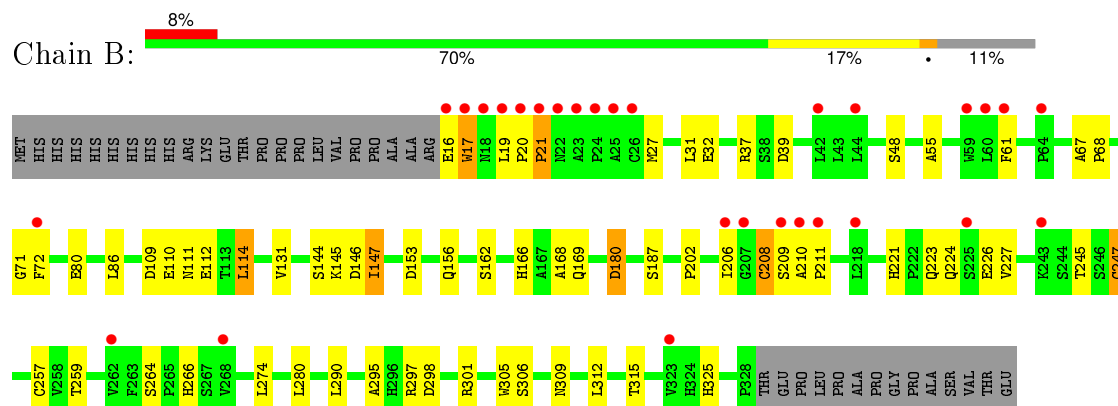 8%
Chain B:
70% 17% • 11%
MET HIS HIS HIS HIS HIS HIS HIS HIS HIS ARG LYS GLU THR PRO PRO PRO LEU VAL PRO PRO ALA ALA ARG E16 W17 N18 L19 P20 P21 N22 A23 P24 A25 C26 M27 L31 E32 R37 S38 D39 L42 L43 L44 S48 A55 W59 L60 F61 P64 A67 P68
G71 F72 E80 L86 D109 E110 N111 E112 T113 L114 V131 S144 K145 D146 I147 D153 Q156 S162 H166 A167 A168 Q169 D180 S187 P202 I206 G207 C208 S209 A210 P211 L218 H221 P222 Q223 Q224 S225 E226 V227 K243 S244 T245 S246 C247
C257 V258 T259 V262 F263 S264 P265 H266 S267 V268 L274 L280 L290 A295 H296 R297 D298 R301 W305 S306 N309 L312 T315 V323 H324 H325 P328 THR GLU PRO LEU PRO ALA PRO GLY PRO ALA SER VAL THR GLU